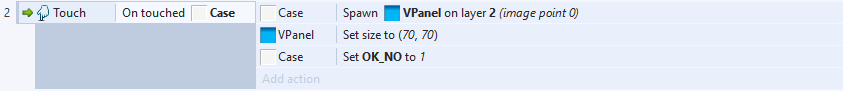 2 Touch On touched Case Case Spawn VPanel on layer 2 (image point 0)
VPanel Set size to (70, 70)
Case Set OK_NO to 1
Add action